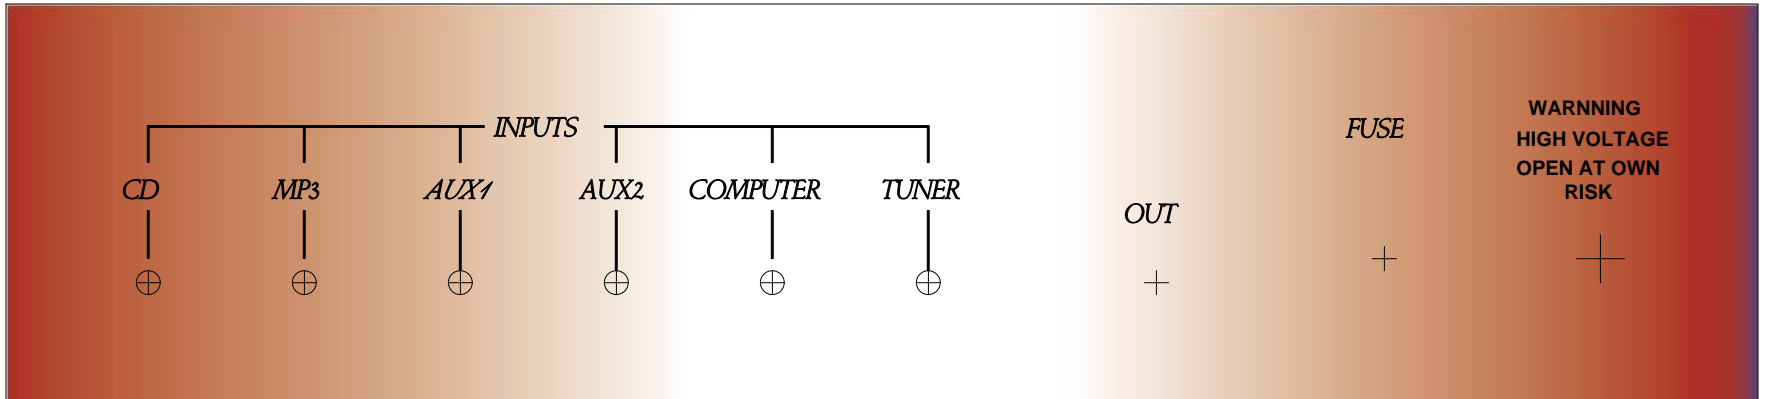 INPUTS
CD
MP3
AUX1
AUX2
COMPUTER
TUNER
OUT
FUSE
WARNNING
HIGH VOLTAGE
OPEN AT OWN
RISK